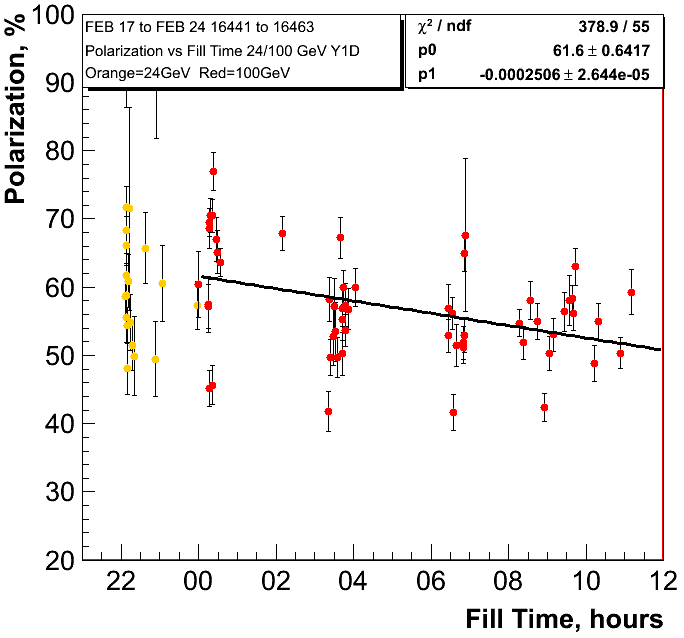 FEB 17 to FEB 24 16441 to 16463
Polarization vs Fill Time 24/100 GeV Y1D
Orange=24GeV Red=100GeV
χ² / ndf 378.9 / 55
p0 61.6 ± 0.6417
p1 -0.0002506 ± 2.644e-05
Polarization, %
100
90
80
70
60
50
40
30
20
22 00 02 04 06 08 10 12
Fill Time, hours